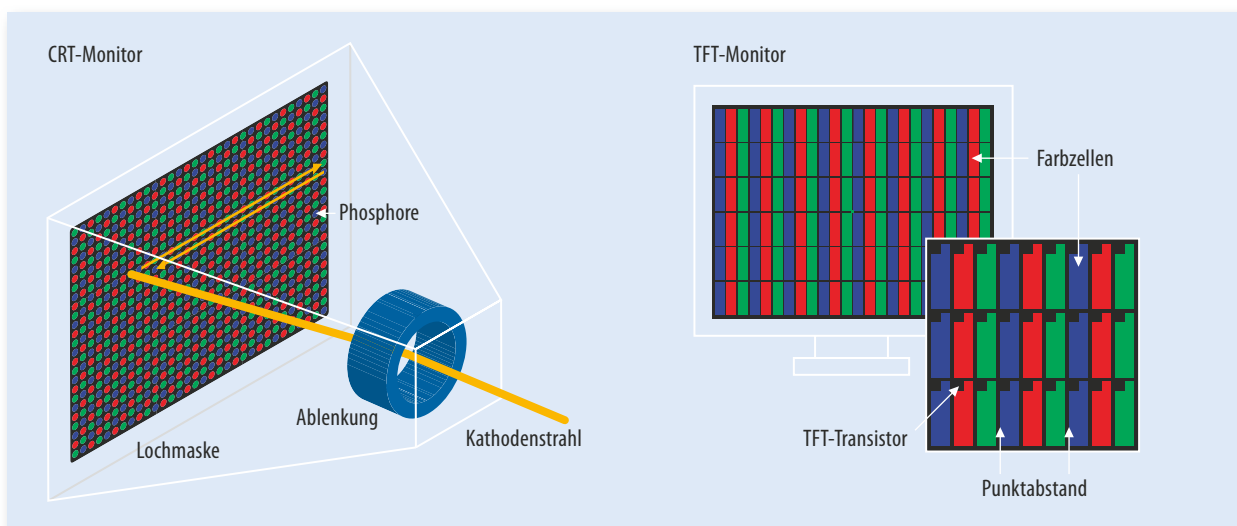 CRT-Monitor
Phosphore
Ablenkung
Kathodenstrahl
Lochmaske
TFT-Monitor
Farbzellen
TFT-Transistor
Punktabstand